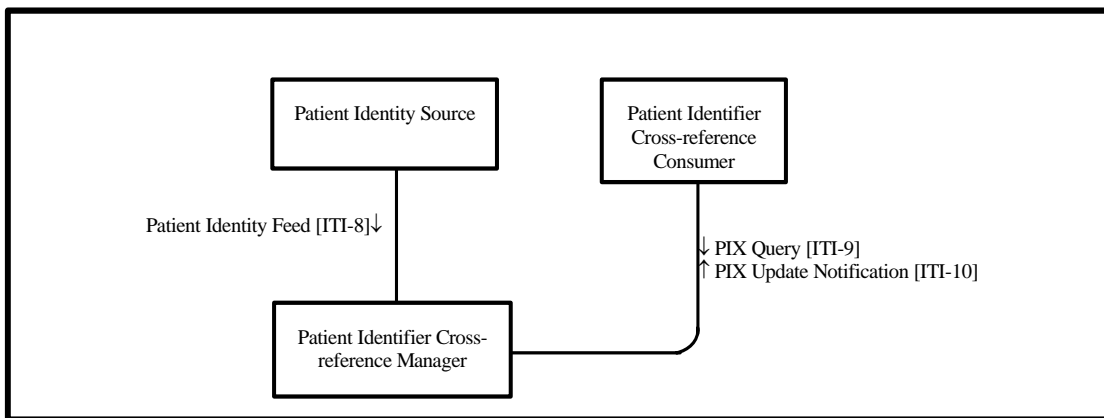 Patient Identity Source
Patient Identifier
Cross-reference
Consumer
Patient Identity Feed [ITI-8]↓
↓ PIX Query [ITI-9]
↑ PIX Update Notification [ITI-10]
Patient Identifier Cross-
reference Manager